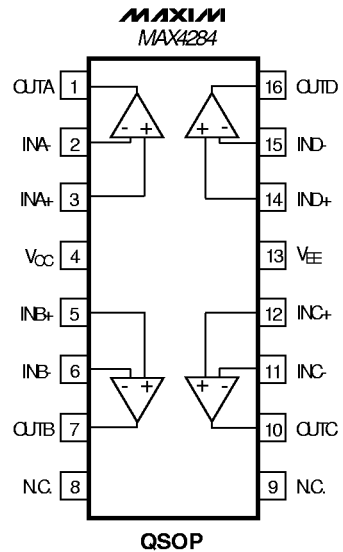 MAXIM
MAX4284
OUTA 1 16 OUTD
- + + -
INA- 2 15 IND-
INA+ 3 14 IND+
VCC 4 13 VEE
INB+ 5 12 INC+
INB- 6 11 INC-
- + + -
OUTB 7 10 OUTC
N.C. 8 9 N.C.
QSOP